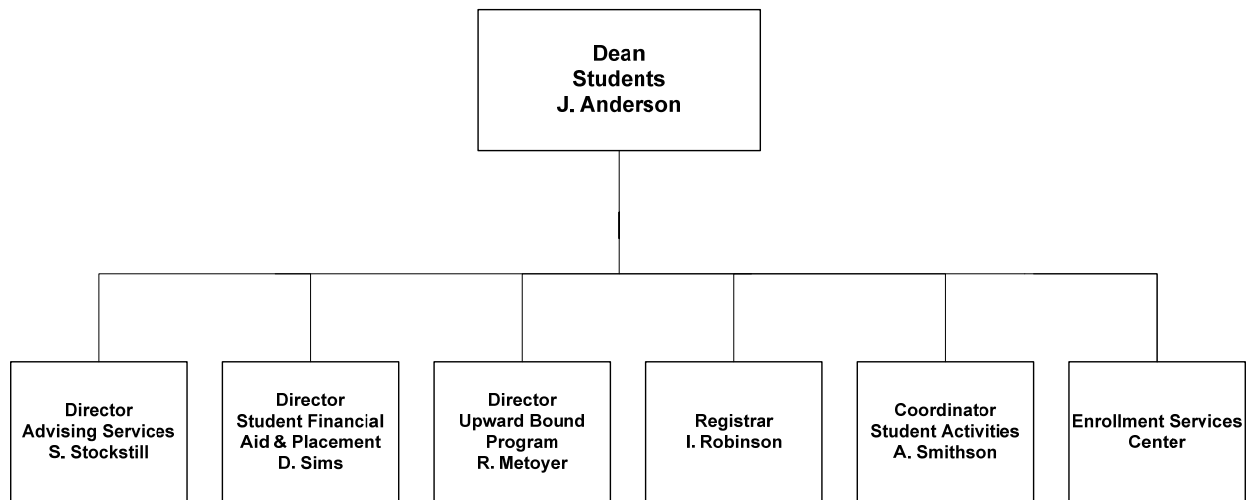 Dean
Students
J. Anderson
Director
Advising Services
S. Stockstill
Director
Student Financial
Aid & Placement
D. Sims
Director
Upward Bound
Program
R. Metoyer
Registrar
I. Robinson
Coordinator
Student Activities
A. Smithson
Enrollment Services
Center